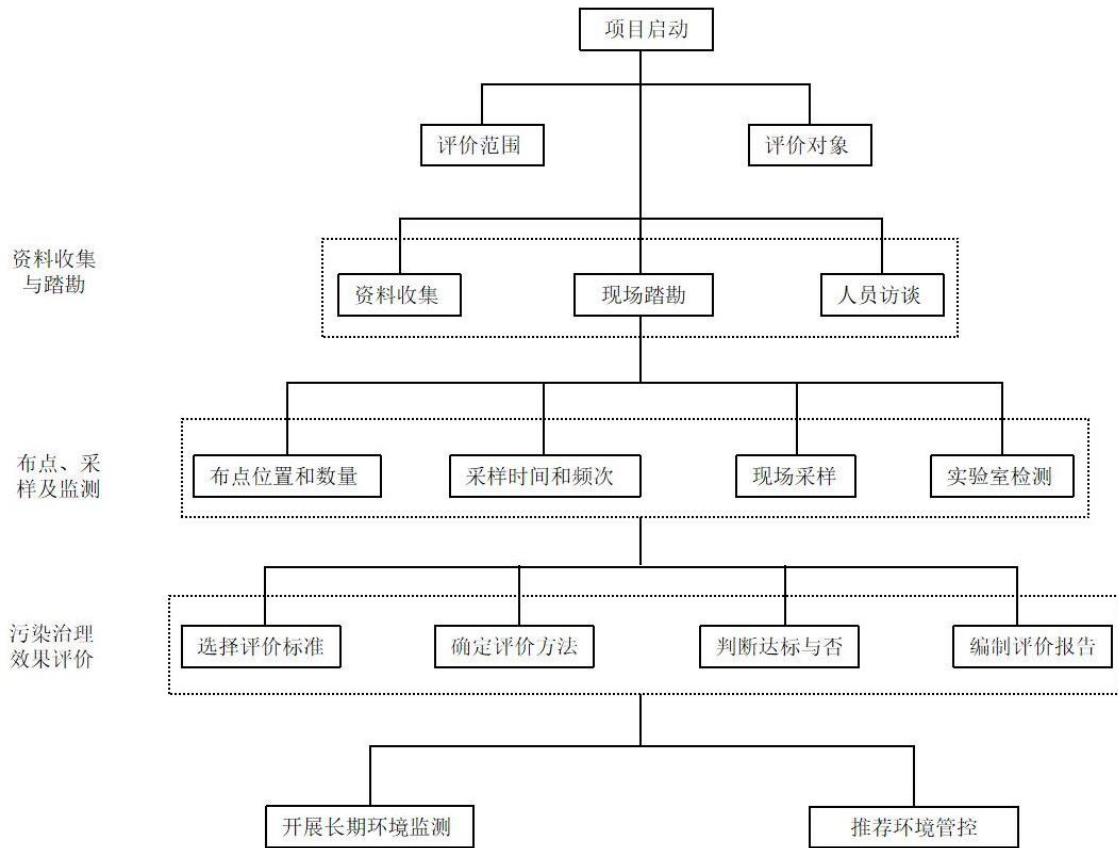 项目启动
评价范围
评价对象
资料收集
与踏勘
资料收集
现场踏勘
人员访谈
布点、采
样及监测
布点位置和数量
采样时间和频次
现场采样
实验室检测
污染治理
效果评价
选择评价标准
确定评价方法
判断达标与否
编制评价报告
开展长期环境监测
推荐环境管控